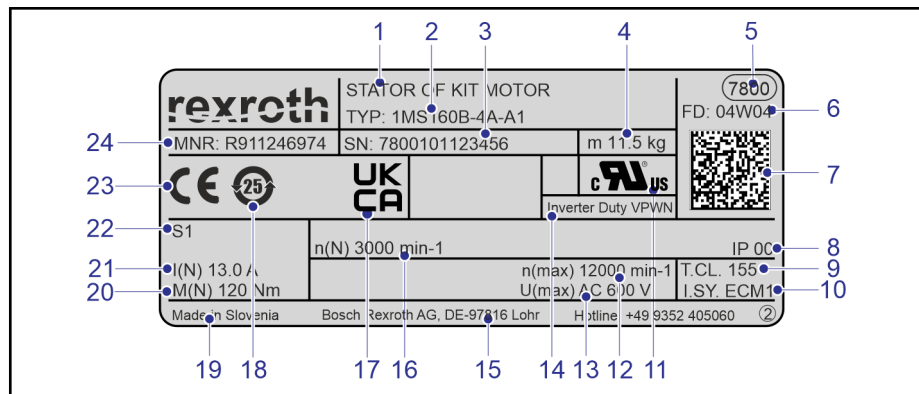 1 2 3 4 5
rexroth
STATOR OF KIT MOTOR
7800
TYP: 1MS160B-4A-A1
FD: 04W04 6
24 MNR: R911246974 SN: 7800101123456 m 11.5 kg
7
23 CE 25 UK CA c RU ® US
Inverter Duty VPWN
22 S1
n(N) 3000 min-1 IP 00 8
21 I(N) 13.0 A n(max) 12000 min-1 T.CL. 155 9
20 M(N) 120 Nm U(max) AC 600 V I.SY. ECM1 10
Made in Slovenia Bosch Rexroth AG, DE-97816 Lohr Hotline +49 9352 405060 2
19 18 17 16 15 14 13 12 11